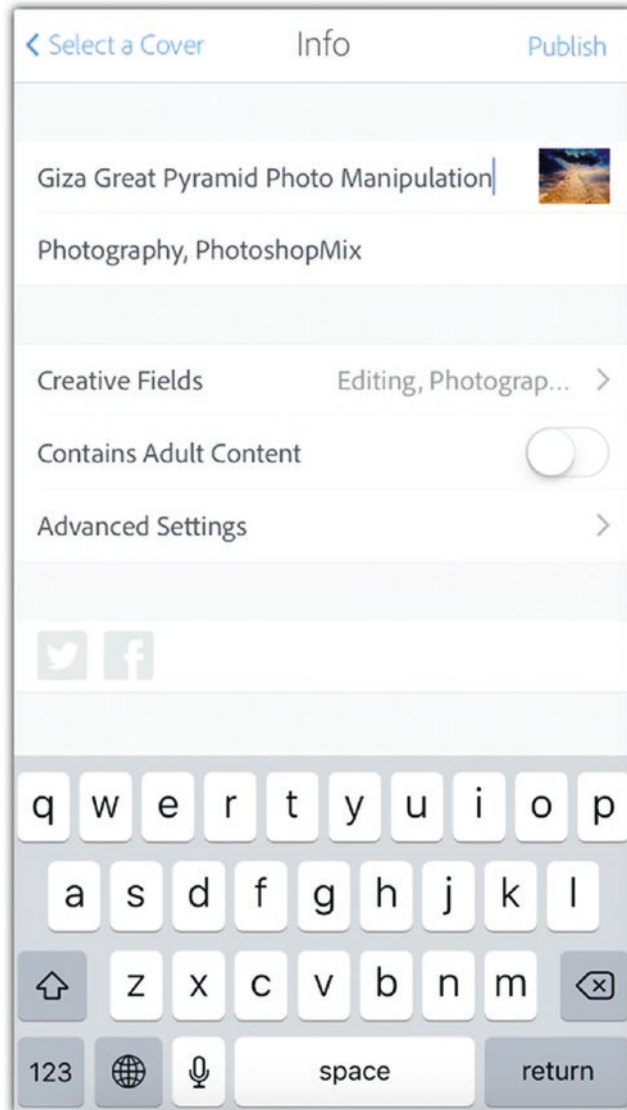 Select a Cover Info Publish
Giza Great Pyramid Photo Manipulation
Photography, PhotoshopMix
Creative Fields Editing, Photograp...
Contains Adult Content
Advanced Settings
q w e r t y u i o p
a s d f g h j k l
z x c v b n m
123 space return